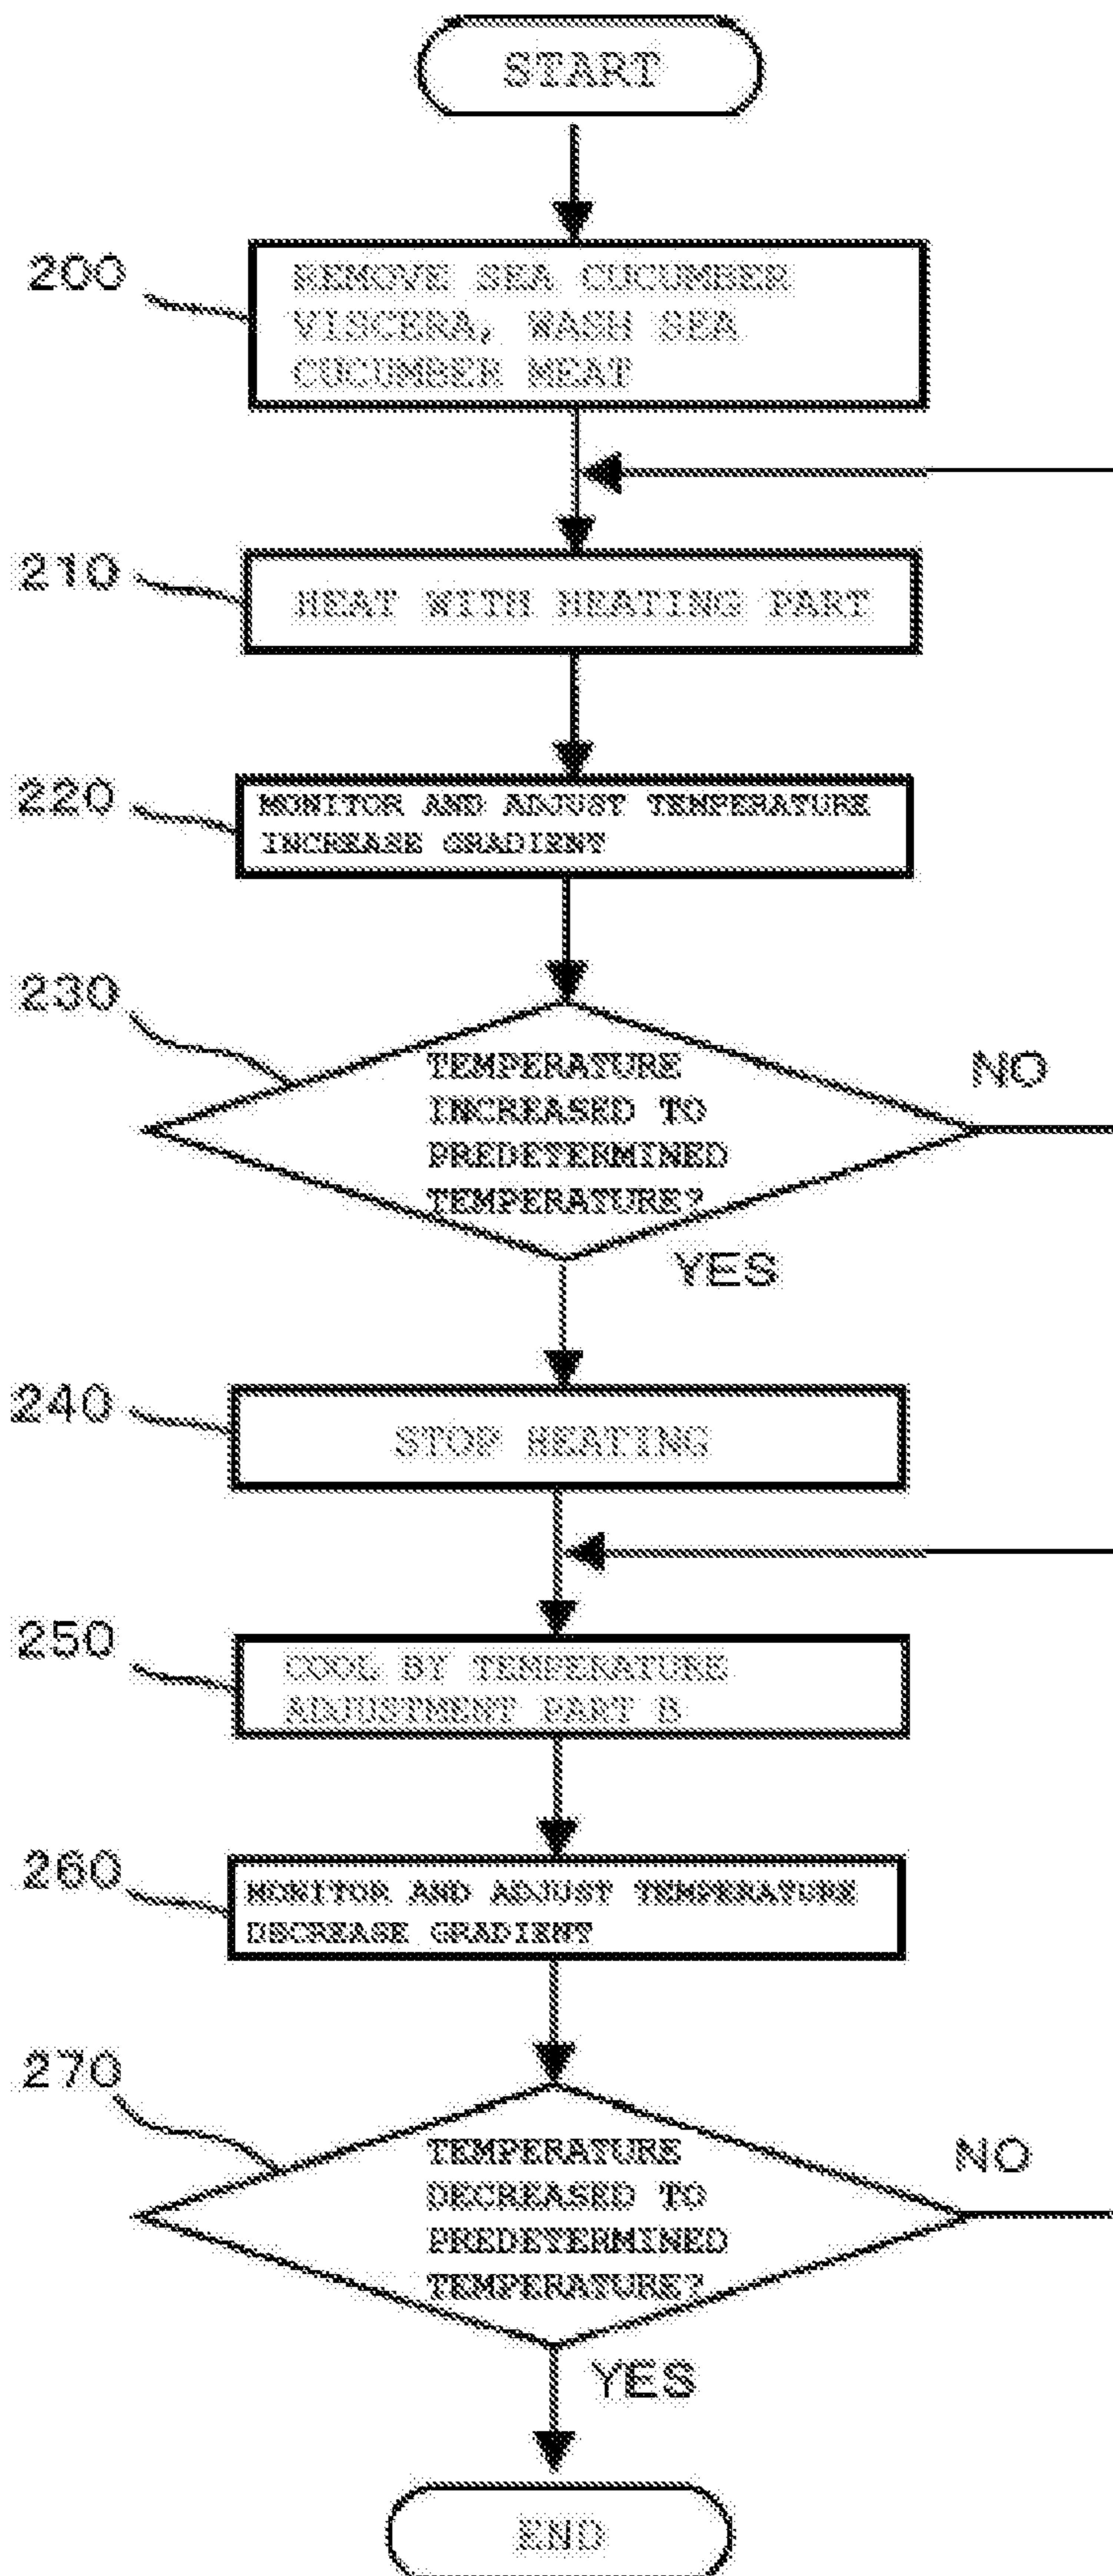 START
200
REMOVE SEA CUCUMBER
VISCERA, WASH SEA
CUCUMBER MEAT
210
HEAT WITH HEATING PART
220
MONITOR AND ADJUST TEMPERATURE
INCREASE GRADIENT
230
TEMPERATURE
INCREASED TO
PREDETERMINED
TEMPERATURE?
NO
YES
240
STOP HEATING
250
COOL BY TEMPERATURE
ADJUSTMENT PART B
260
MONITOR AND ADJUST TEMPERATURE
DECREASE GRADIENT
270
TEMPERATURE
DECREASED TO
PREDETERMINED
TEMPERATURE?
NO
YES
END